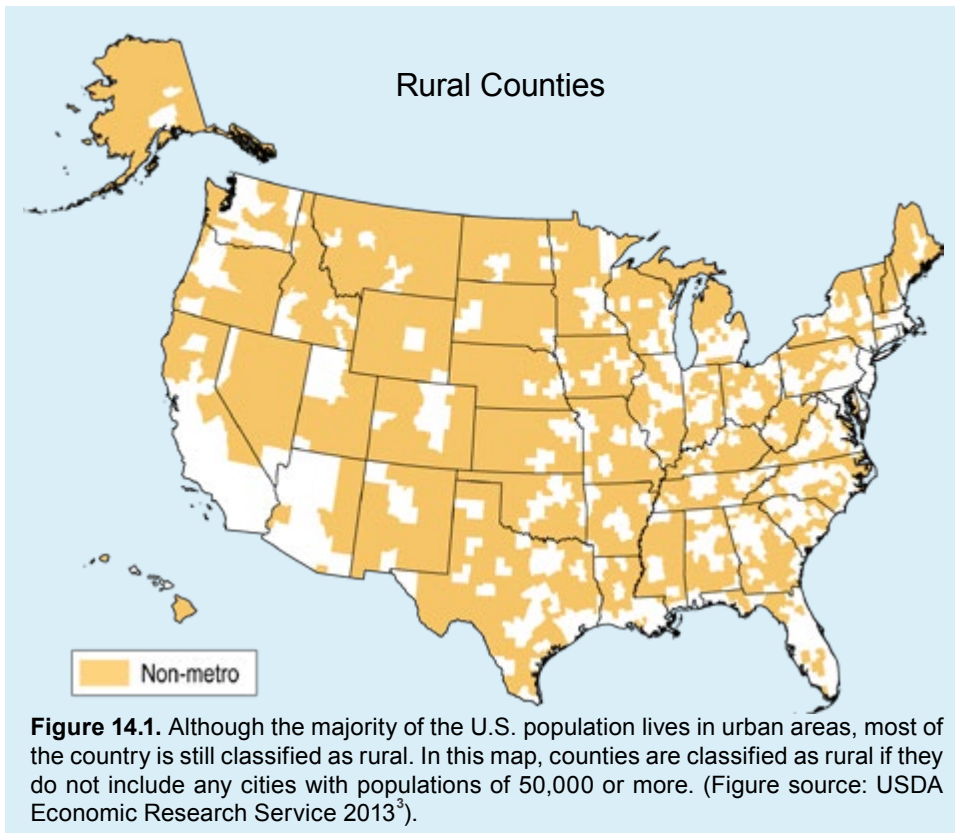 Rural Counties
Non-metro
Figure 14.1. Although the majority of the U.S. population lives in urban areas, most of
the country is still classified as rural. In this map, counties are classified as rural if they
do not include any cities with populations of 50,000 or more. (Figure source: USDA
Economic Research Service 2013³).